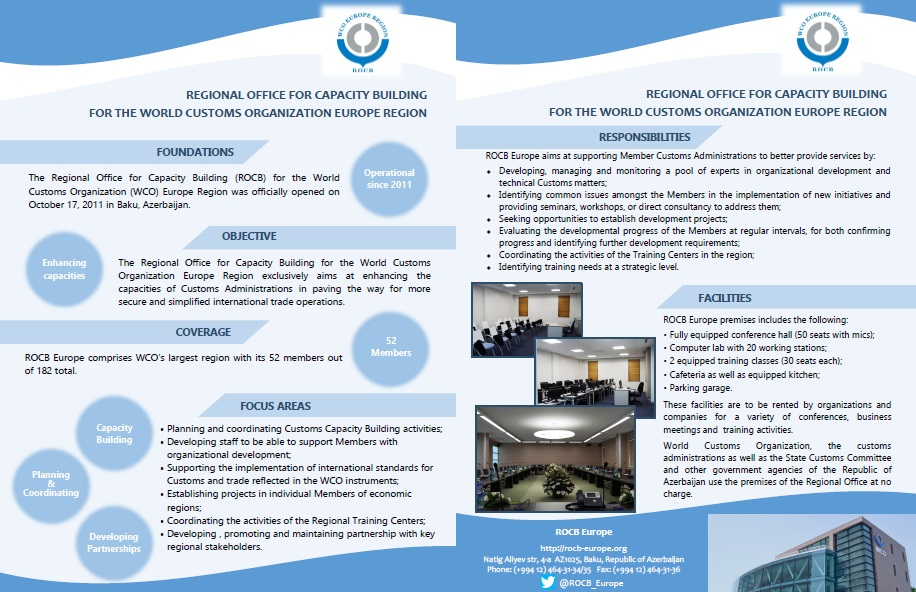 WCO EUROPE REGION
ROCB
REGIONAL OFFICE FOR CAPACITY BUILDING
FOR THE WORLD CUSTOMS ORGANIZATION EUROPE REGION
FOUNDATIONS
The Regional Office for Capacity Building (ROCB) for the World
Customs Organization (WCO) Europe Region was officially opened on
October 17, 2011 in Baku, Azerbaijan.
Operational
since 2011
OBJECTIVE
Enhancing
capacities
The Regional Office for Capacity Building for the World Customs
Organization Europe Region exclusively aims at enhancing the
capacities of Customs Administrations in paving the way for more
secure and simplified international trade operations.
COVERAGE
ROCB Europe comprises WCO's largest region with its 52 members out
of 182 total.
52
Members
FOCUS AREAS
Capacity
Building
Planning
&
Coordinating
Developing
Partnerships
• Planning and coordinating Customs Capacity Building activities;
• Developing staff to be able to support Members with
organizational development;
• Supporting the implementation of international standards for
Customs and trade reflected in the WCO instruments;
• Establishing projects in individual Members of economic
regions;
• Coordinating the activities of the Regional Training Centers;
• Developing , promoting and maintaining partnership with key
regional stakeholders.
WCO EUROPE REGION
ROCB
REGIONAL OFFICE FOR CAPACITY BUILDING
FOR THE WORLD CUSTOMS ORGANIZATION EUROPE REGION
RESPONSIBILITIES
ROCB Europe aims at supporting Member Customs Administrations to better provide services by:
♦ Developing, managing and monitoring a pool of experts in organizational development and
technical Customs matters;
♦ Identifying common issues amongst the Members in the implementation of new initiatives and
providing seminars, workshops, or direct consultancy to address them;
♦ Seeking opportunities to establish development projects;
♦ Evaluating the developmental progress of the Members at regular intervals, for both confirming
progress and identifying further development requirements;
♦ Coordinating the activities of the Training Centers in the region;
♦ Identifying training needs at a strategic level.
FACILITIES
ROCB Europe premises includes the following:
• Fully equipped conference hall (50 seats with mics);
• Computer lab with 20 working stations;
• 2 equipped training classes (30 seats each);
• Cafeteria as well as equipped kitchen;
• Parking garage.
These facilities are to be rented by organizations and
companies for a variety of conferences, business
meetings and training activities.
World Customs Organization, the customs
administrations as well as the State Customs Committee
and other government agencies of the Republic of
Azerbaijan use the premises of the Regional Office at no
charge.
ROCB Europe
http://rocb-europe.org
Natig Aliyev str, 4-a AZ1025, Baku, Republic of Azerbaijan
Phone: (+994 12) 464-31-34/35 Fax: (+994 12) 464-31-36
@ROCB_Europe
WCO